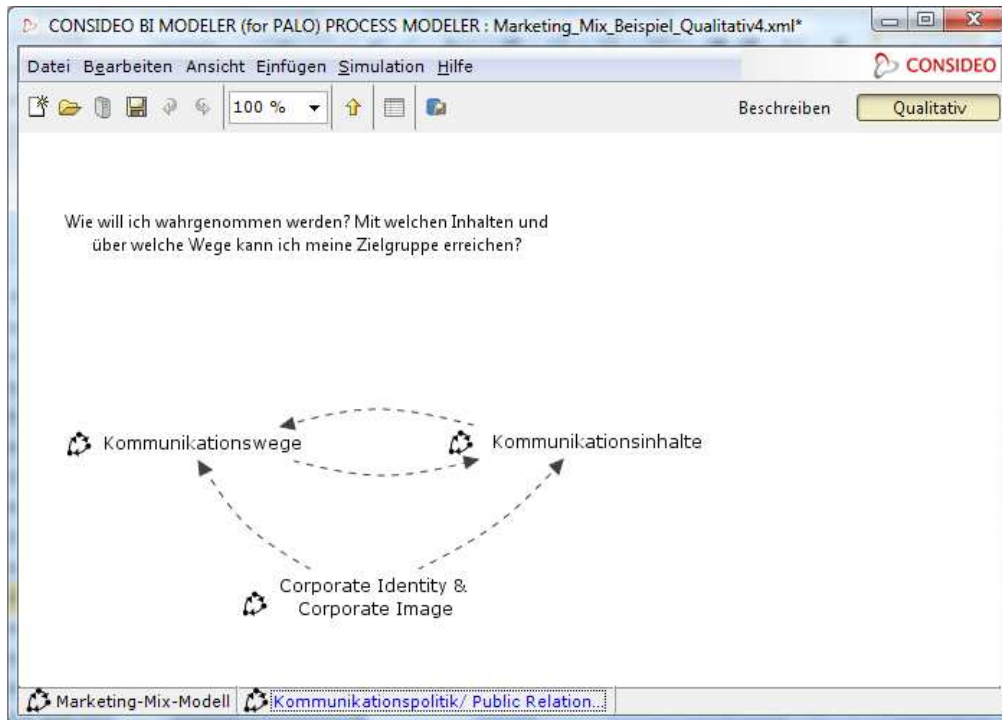 CONSIDEO BI MODELER (for PALO) PROCESS MODELER : Marketing_Mix_Beispiel_Qualitativ4.xml*
Datei Bearbeiten Ansicht Einfügen Simulation Hilfe
CONSIDEO
100 %
Beschreiben
Qualitativ
Wie will ich wahrgenommen werden? Mit welchen Inhalten und
über welche Wege kann ich meine Zielgruppe erreichen?
Kommunikationswege
Kommunikationsinhalte
Corporate Identity &
Corporate Image
Marketing-Mix-Modell
Kommunikationspolitik/ Public Relation...